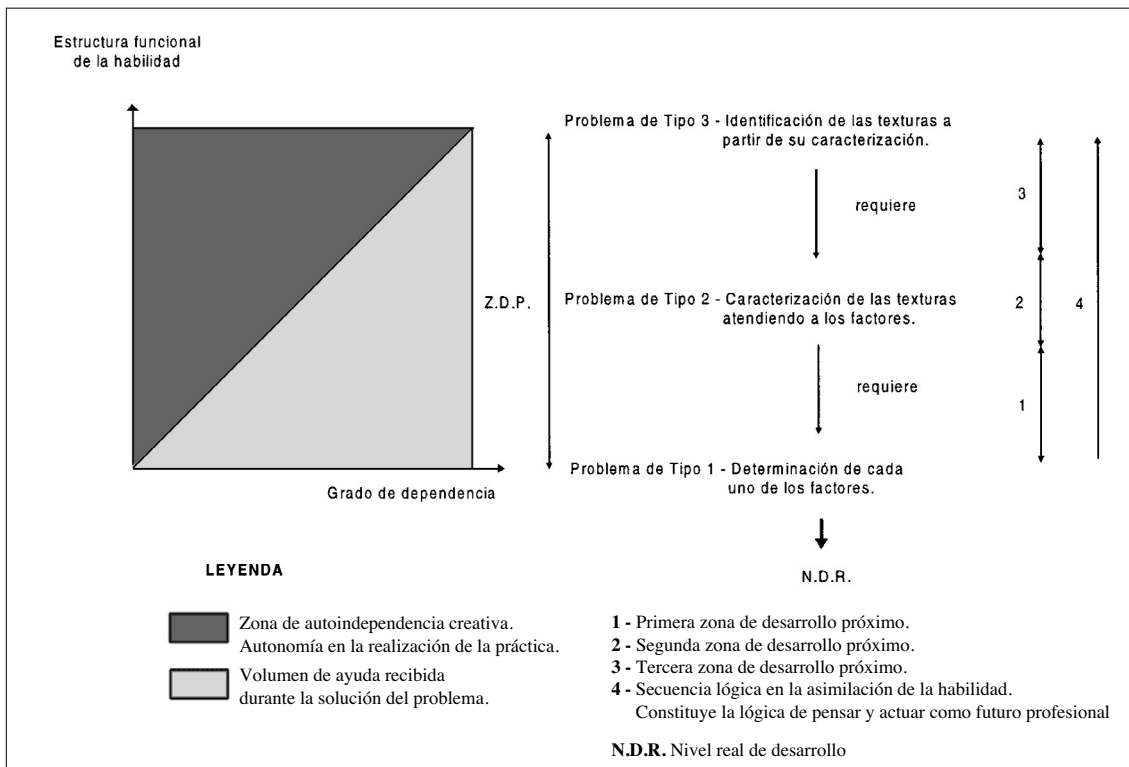 Estructura funcional
de la habilidad
Problema de Tipo 3 - Identificación de las texturas a
partir de su caracterización.
requiere
3
Z.D.P.
Problema de Tipo 2 - Caracterización de las texturas
atendiendo a los factores.
2
4
requiere
1
Problema de Tipo 1 - Determinación de cada
uno de los factores.
Grado de dependencia
N.D.R.
LEYENDA
Zona de autoindependencia creativa.
Autonomía en la realización de la práctica.
Volumen de ayuda recibida
durante la solución del problema.
1 - Primera zona de desarrollo próximo.
2 - Segunda zona de desarrollo próximo.
3 - Tercera zona de desarrollo próximo.
4 - Secuencia lógica en la asimilación de la habilidad.
Constituye la lógica de pensar y actuar como futuro profesional
N.D.R. Nivel real de desarrollo